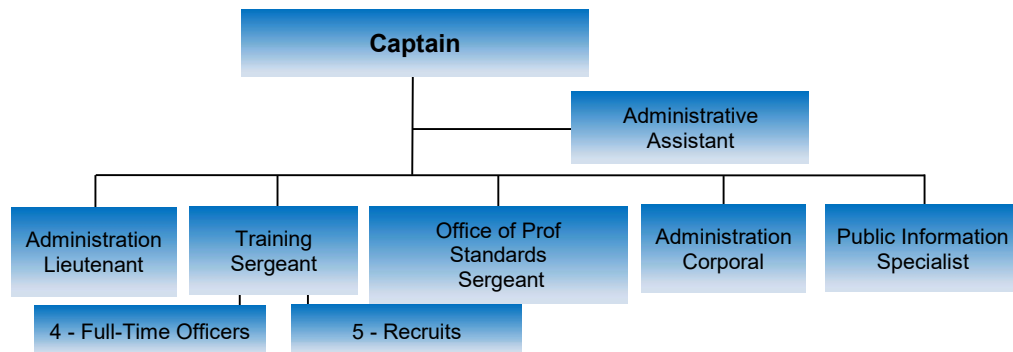 Captain
Administrative
Assistant
Administration
Lieutenant
Training
Sergeant
Office of Prof
Standards
Sergeant
Administration
Corporal
Public Information
Specialist
4 - Full-Time Officers
5 - Recruits